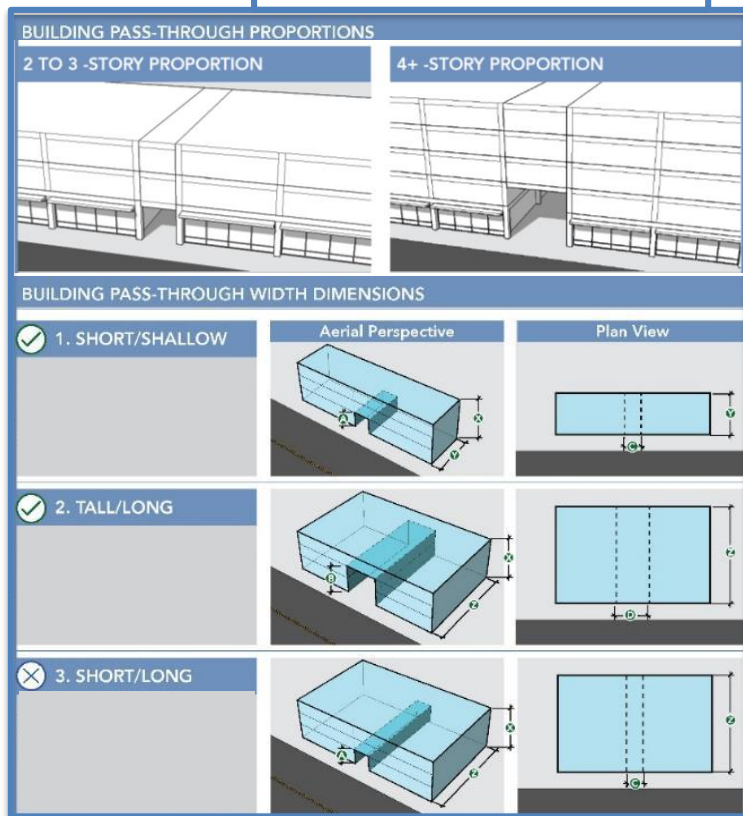 BUILDING PASS-THROUGH PROPORTIONS
2 TO 3 -STORY PROPORTION
4+ -STORY PROPORTION
BUILDING PASS-THROUGH WIDTH DIMENSIONS
1. SHORT/SHALLOW
Aerial Perspective
Plan View
A
X
Y
Y
C
2. TALL/LONG
B
X
Z
Z
D
3. SHORT/LONG
A
X
Z
Z
C